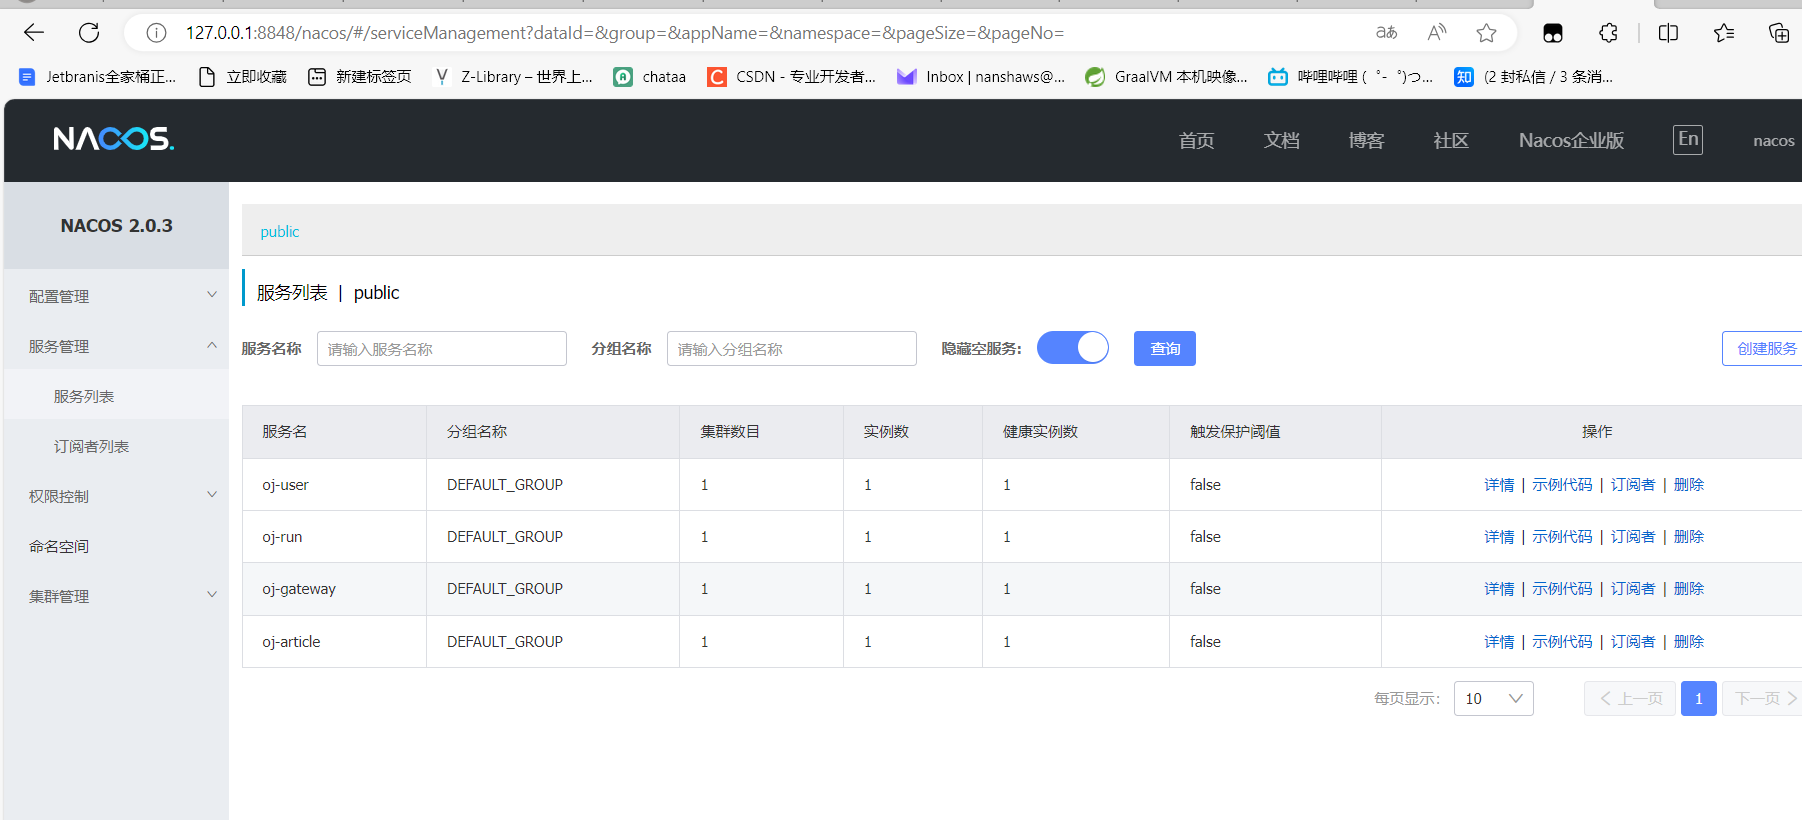 127.0.0.1:8848/nacos/#/serviceManagement?dataId=&group=&appName=&namespace=&pageSize=&pageNo=
Jetbranis全家桶正... 立即收藏 新建标签页 Z-Library – 世界上... chataa CSDN - 专业开发者... Inbox | nanshaws@... GraalVM 本机映像... 哔哩哔哩 (゜-゜)つ... (2 封私信 / 3 条消...
NACOS. 首页 文档 博客 社区 Nacos企业版 En nacos
NACOS 2.0.3
配置管理
服务管理
服务列表
订阅者列表
权限控制
命名空间
集群管理
public
服务列表 | public
服务名称 请输入服务名称 分组名称 请输入分组名称 隐藏空服务: 查询 创建服务
服务名 分组名称 集群数目 实例数 健康实例数 触发保护阈值 操作
oj-user DEFAULT_GROUP 1 1 1 false 详情 | 示例代码 | 订阅者 | 删除
oj-run DEFAULT_GROUP 1 1 1 false 详情 | 示例代码 | 订阅者 | 删除
oj-gateway DEFAULT_GROUP 1 1 1 false 详情 | 示例代码 | 订阅者 | 删除
oj-article DEFAULT_GROUP 1 1 1 false 详情 | 示例代码 | 订阅者 | 删除
每页显示: 10 上一页 1 下一页